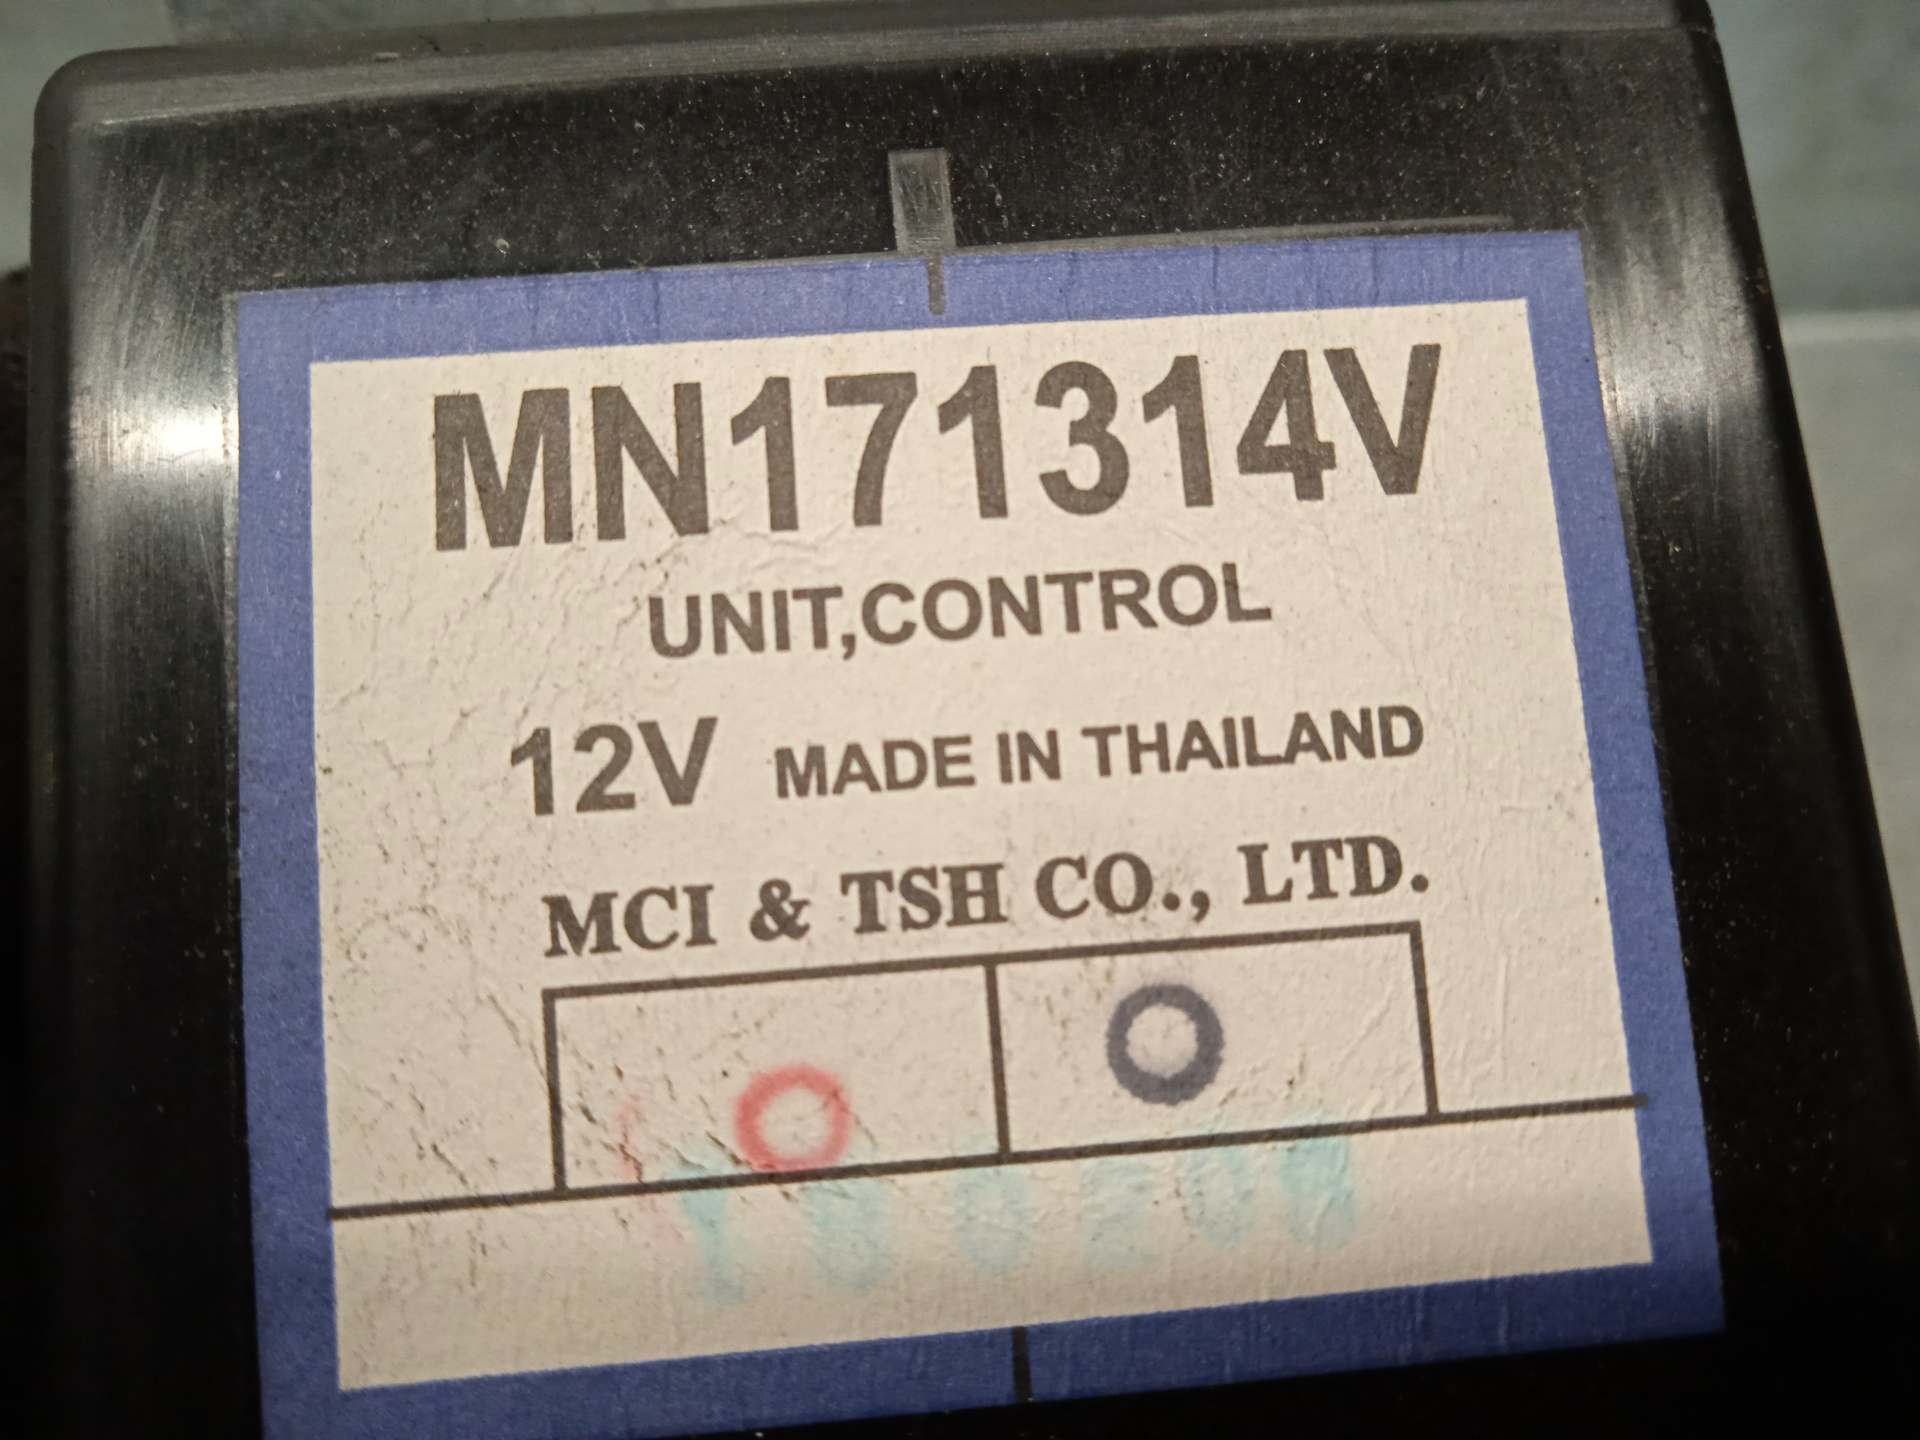 MN171314V
UNIT,CONTROL
12V MADE IN THAILAND
MCI & TSH CO., LTD.